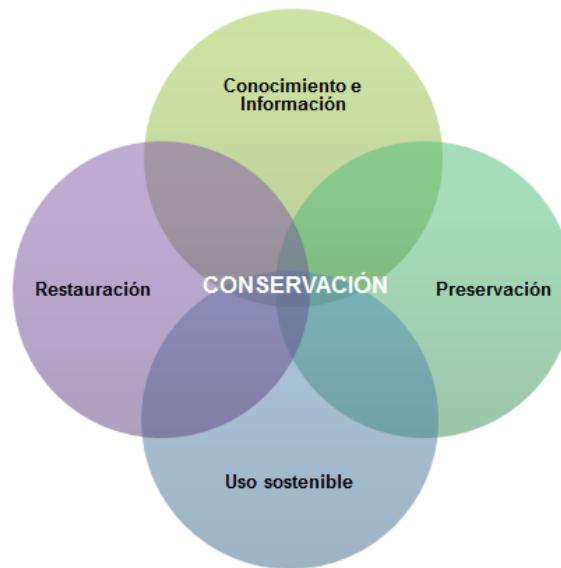 Conocimiento e
Información
CONSERVACIÓN
Restauración
Preservación
Uso sostenible